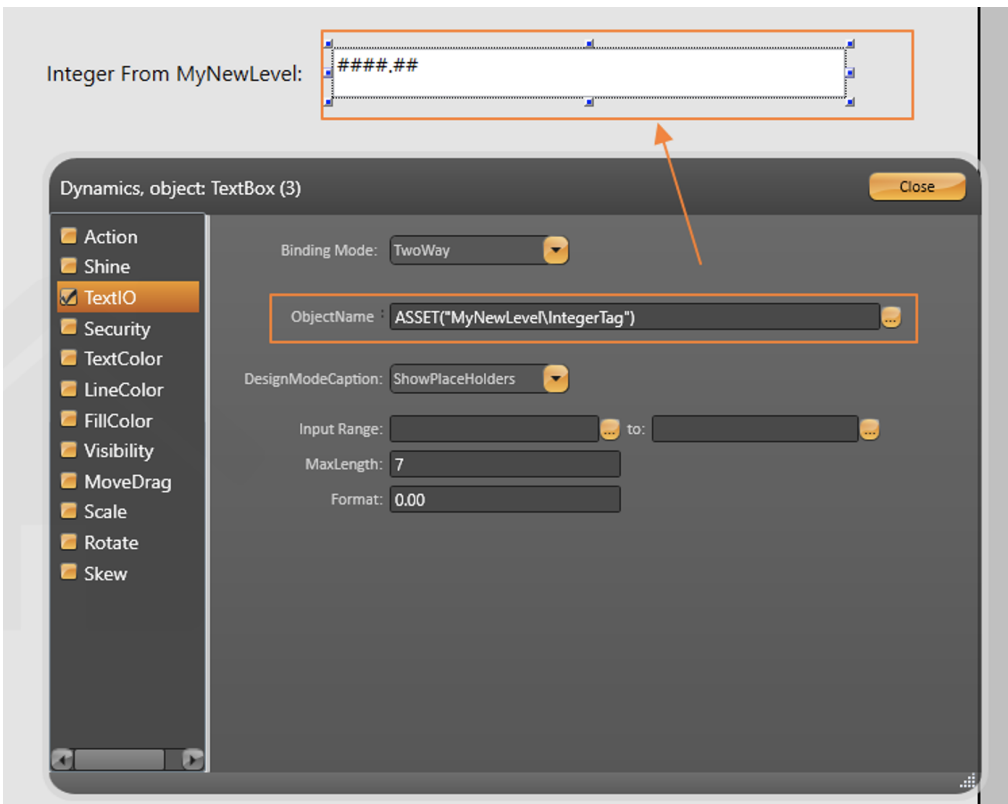 Integer From MyNewLevel:
####.##
Dynamics, object: TextBox (3)
Close
Action
Shine
TextIO
Security
TextColor
LineColor
FillColor
Visibility
MoveDrag
Scale
Rotate
Skew
Binding Mode: TwoWay
ObjectName : ASSET("MyNewLevel\IntegerTag") ...
DesignModeCaption: ShowPlaceHolders
Input Range: ... to: ...
MaxLength: 7
Format: 0.00